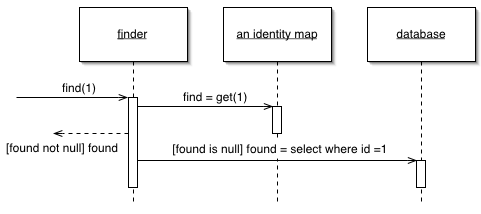 finder
an identity map
database
find(1)
find = get(1)
[found not null] found
[found is null] found = select where id =1